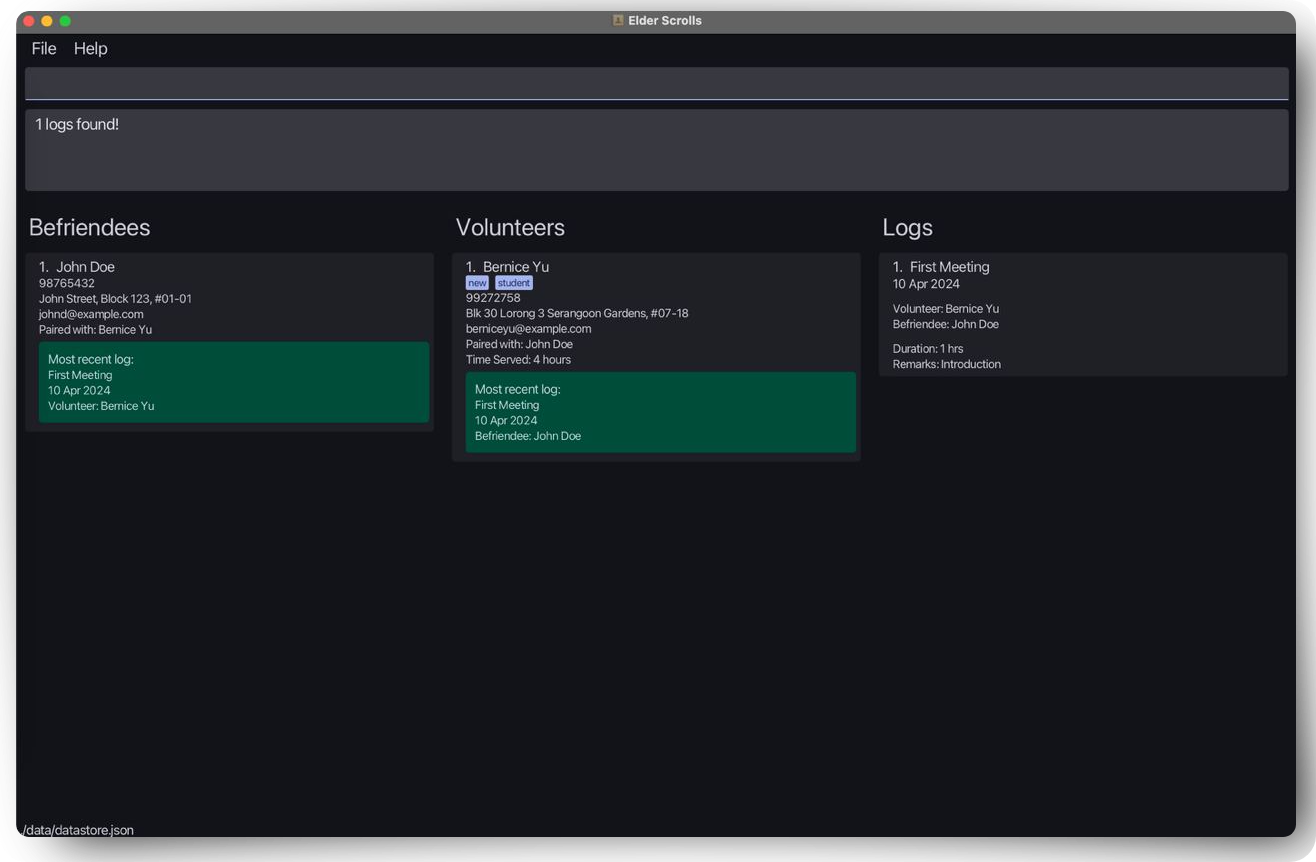 Elder Scrolls
File Help
1 logs found!
Befriendees
1. John Doe
98765432
John Street, Block 123, #01-01
johnd@example.com
Paired with: Bernice Yu
Most recent log:
First Meeting
10 Apr 2024
Volunteer: Bernice Yu
Volunteers
1. Bernice Yu
new student
99272758
Blk 30 Lorong 3 Serangoon Gardens, #07-18
berniceyu@example.com
Paired with: John Doe
Time Served: 4 hours
Most recent log:
First Meeting
10 Apr 2024
Befriendee: John Doe
Logs
1. First Meeting
10 Apr 2024
Volunteer: Bernice Yu
Befriendee: John Doe
Duration: 1 hrs
Remarks: Introduction
/data/datastore.json